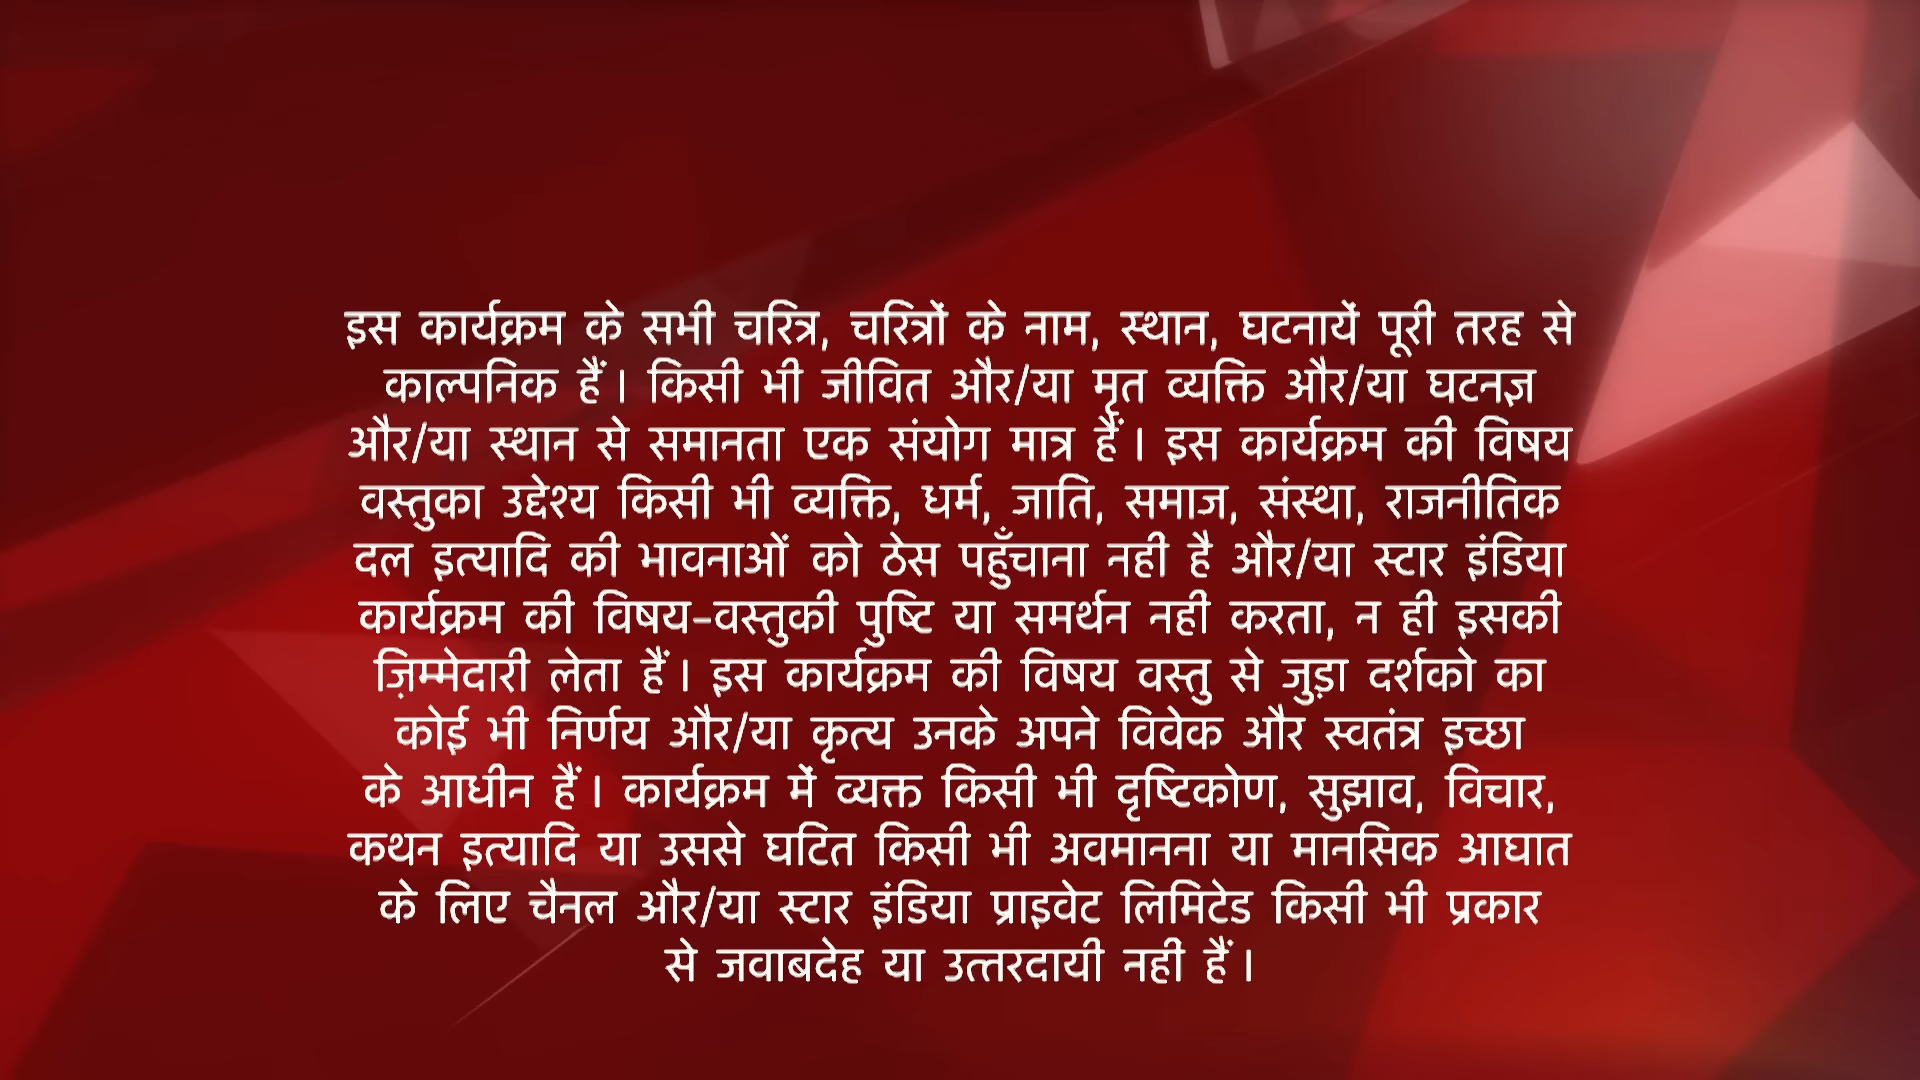 इस कार्यक्रम के सभी चरित्र, चरित्रों के नाम, स्थान, घटनायें पूरी तरह से
काल्पनिक हैं। किसी भी जीवित और/या मृत व्यक्ति और/या घटनज्ञ
और/या स्थान से समानता एक संयोग मात्र हैं। इस कार्यक्रम की विषय
वस्तुका उद्देश्य किसी भी व्यक्ति, धर्म, जाति, समाज, संस्था, राजनीतिक
दल इत्यादि की भावनाओं को ठेस पहुँचाना नही है और/या स्टार इंडिया
कार्यक्रम की विषय-वस्तुकी पुष्टि या समर्थन नही करता, न ही इसकी
ज़िम्मेदारी लेता हैं। इस कार्यक्रम की विषय वस्तु से जुड़ा दर्शको का
कोई भी निर्णय और/या कृत्य उनके अपने विवेक और स्वतंत्र इच्छा
के आधीन हैं। कार्यक्रम में व्यक्त किसी भी दृष्टिकोण, सुझाव, विचार,
कथन इत्यादि या उससे घटित किसी भी अवमानना या मानसिक आघात
के लिए चैनल और/या स्टार इंडिया प्राइवेट लिमिटेड किसी भी प्रकार
से जवाबदेह या उत्तरदायी नही हैं।